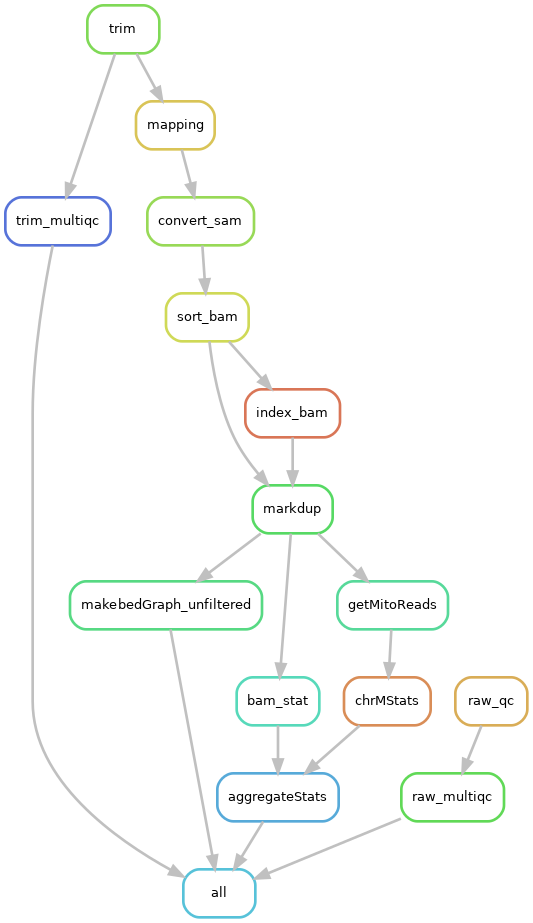 trim
mapping
trim_multiqc
convert_sam
sort_bam
index_bam
markdup
makebedGraph_unfiltered
getMitoReads
bam_stat
chrMStats
raw_qc
aggregateStats
raw_multiqc
all